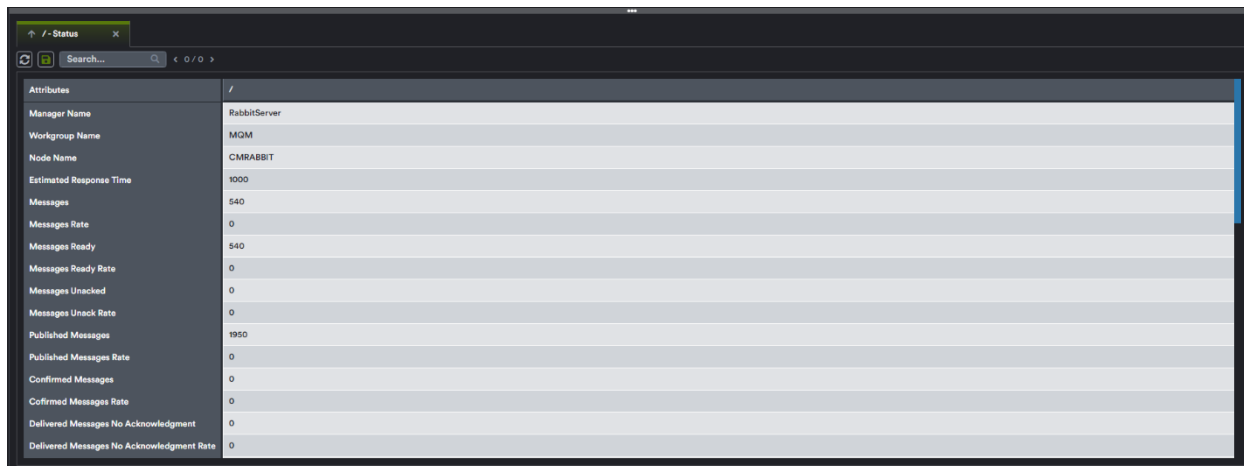 / - Status
Search... < 0 / 0 >
Attributes /
Manager Name RabbitServer
Workgroup Name MQM
Node Name CMRABBIT
Estimated Response Time 1000
Messages 540
Messages Rate 0
Messages Ready 540
Messages Ready Rate 0
Messages Unacked 0
Messages Unack Rate 0
Published Messages 1950
Published Messages Rate 0
Confirmed Messages 0
Cofirmed Messages Rate 0
Delivered Messages No Acknowledgment 0
Delivered Messages No Acknowledgment Rate 0